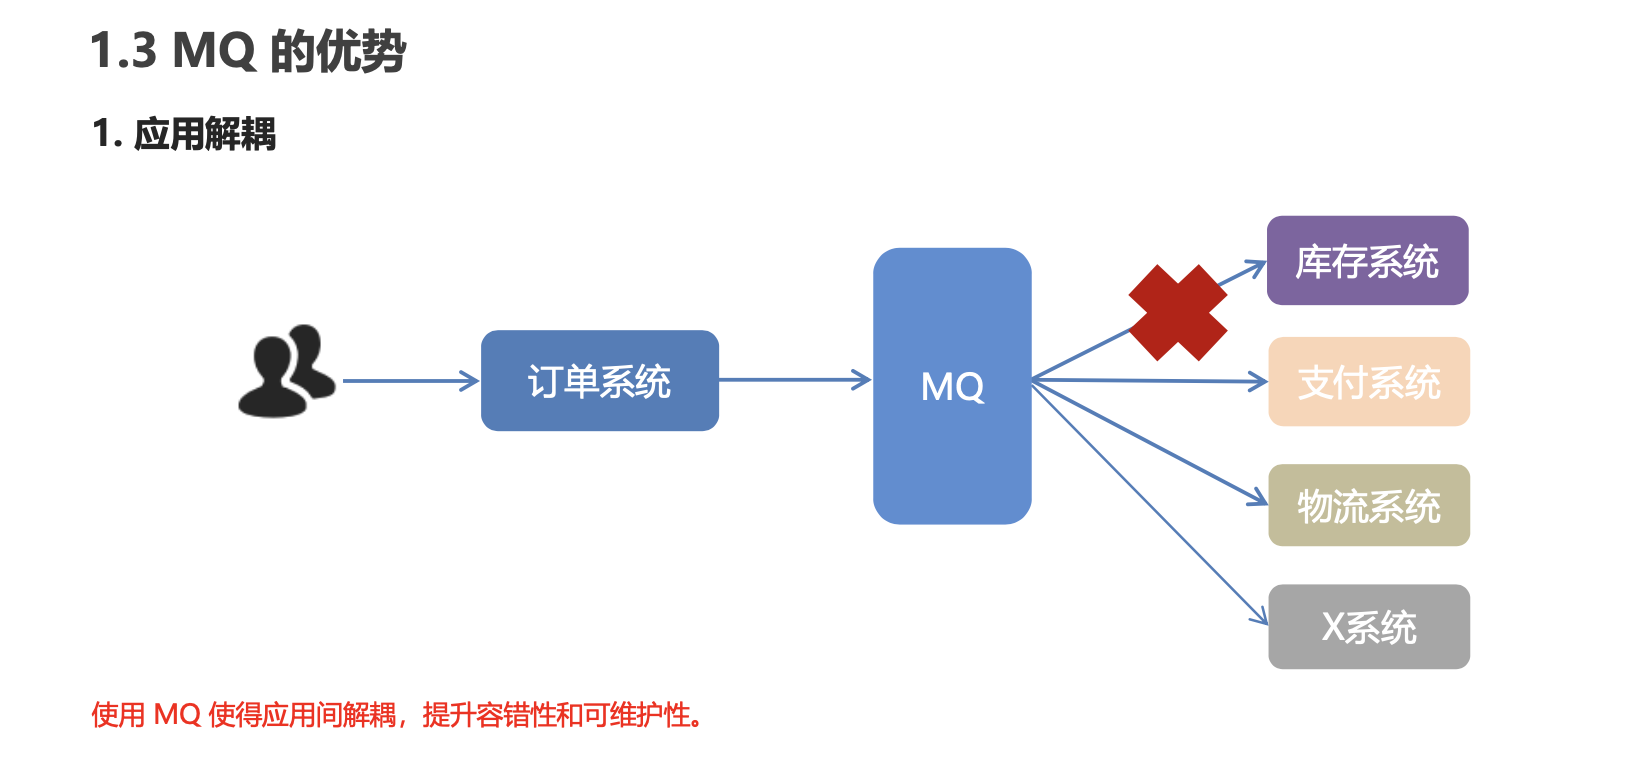 1.3 MQ 的优势
1. 应用解耦
库存系统
支付系统
订单系统
MQ
物流系统
X系统
使用 MQ 使得应用间解耦，提升容错性和可维护性。